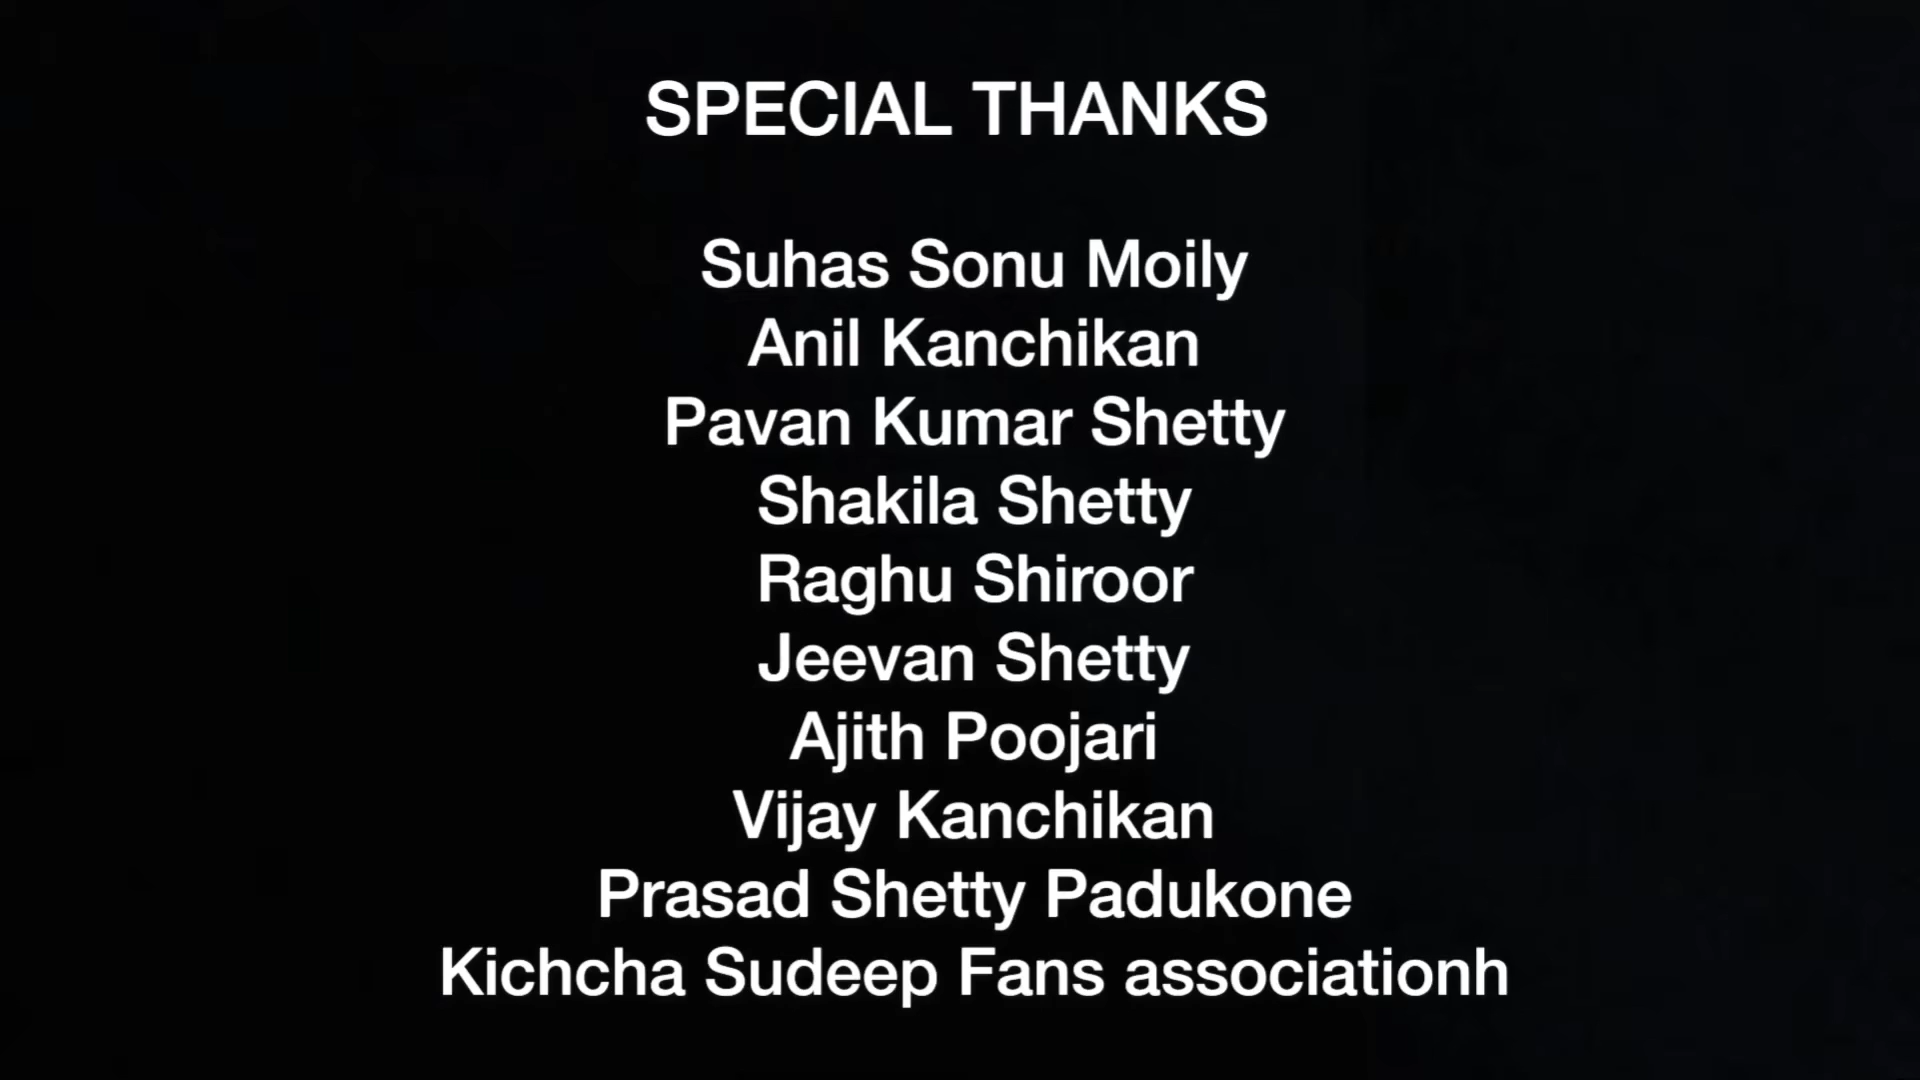 SPECIAL THANKS
Suhas Sonu Moily
Anil Kanchikan
Pavan Kumar Shetty
Shakila Shetty
Raghu Shiroor
Jeevan Shetty
Ajith Poojari
Vijay Kanchikan
Prasad Shetty Padukone
Kichcha Sudeep Fans associationh